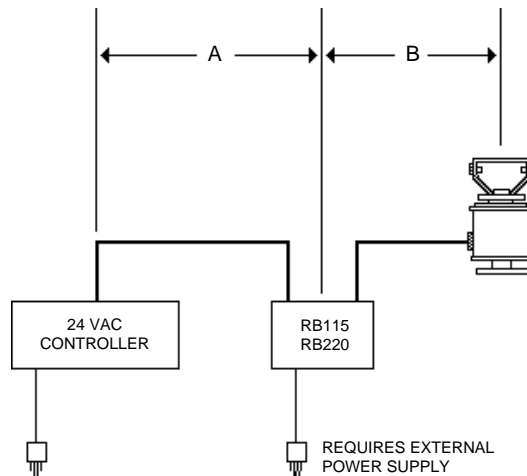 A
B
24 VAC
CONTROLLER
RB115
RB220
REQUIRES EXTERNAL
POWER SUPPLY